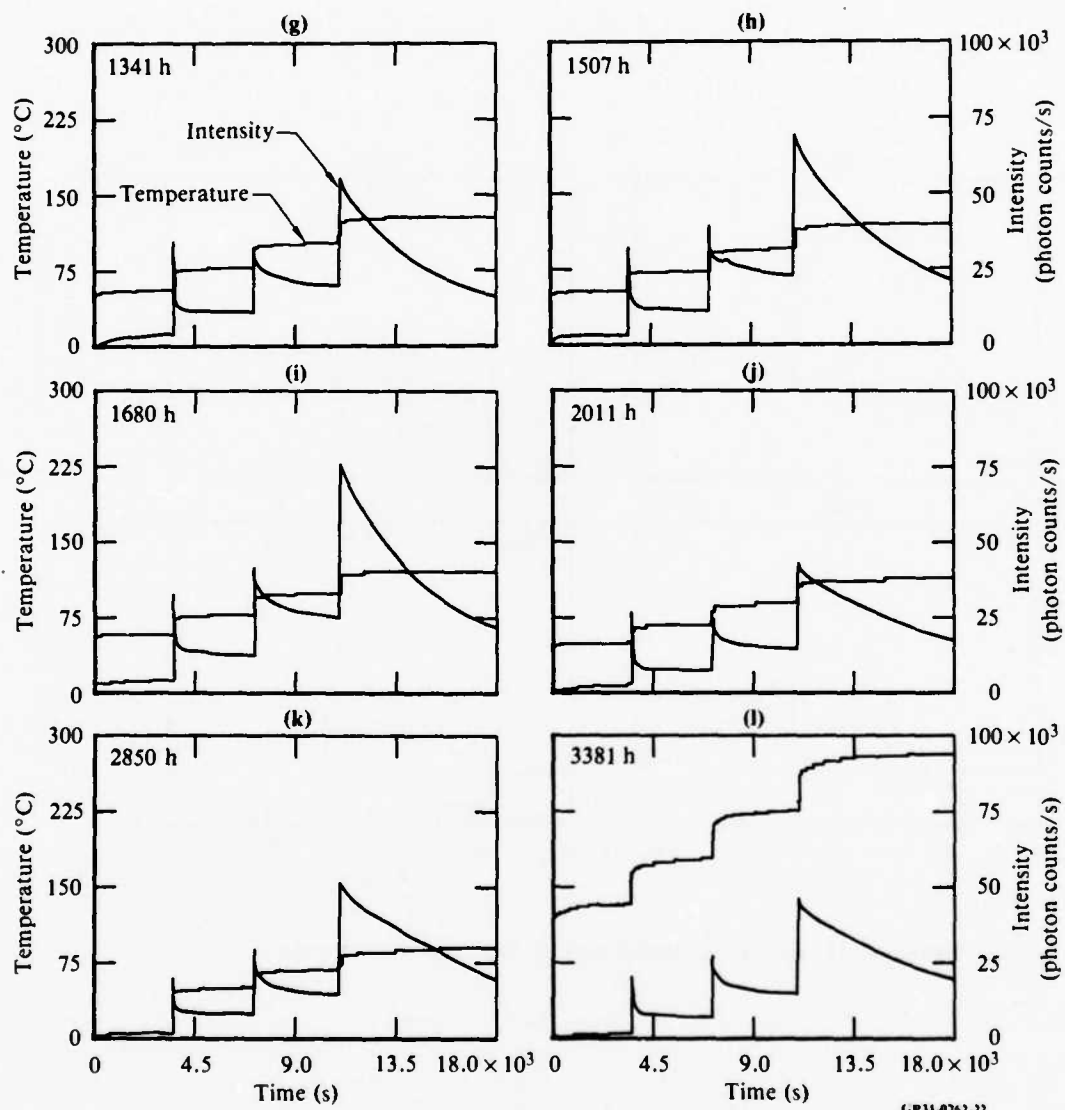 (g)
(h)
300
225
150
75
0
Temperature (°C)
1341 h
Intensity
Temperature
1507 h
100 × 10³
75
50
25
0
Intensity
(photon counts/s)
(i)
(j)
300
225
150
75
0
Temperature (°C)
1680 h
2011 h
100 × 10³
75
50
25
0
Intensity
(photon counts/s)
(k)
(l)
300
225
150
75
0
Temperature (°C)
2850 h
3381 h
100 × 10³
75
50
25
0
Intensity
(photon counts/s)
0 4.5 9.0 13.5 18.0 × 10³
Time (s)
0 4.5 9.0 13.5 18.0 × 10³
Time (s)